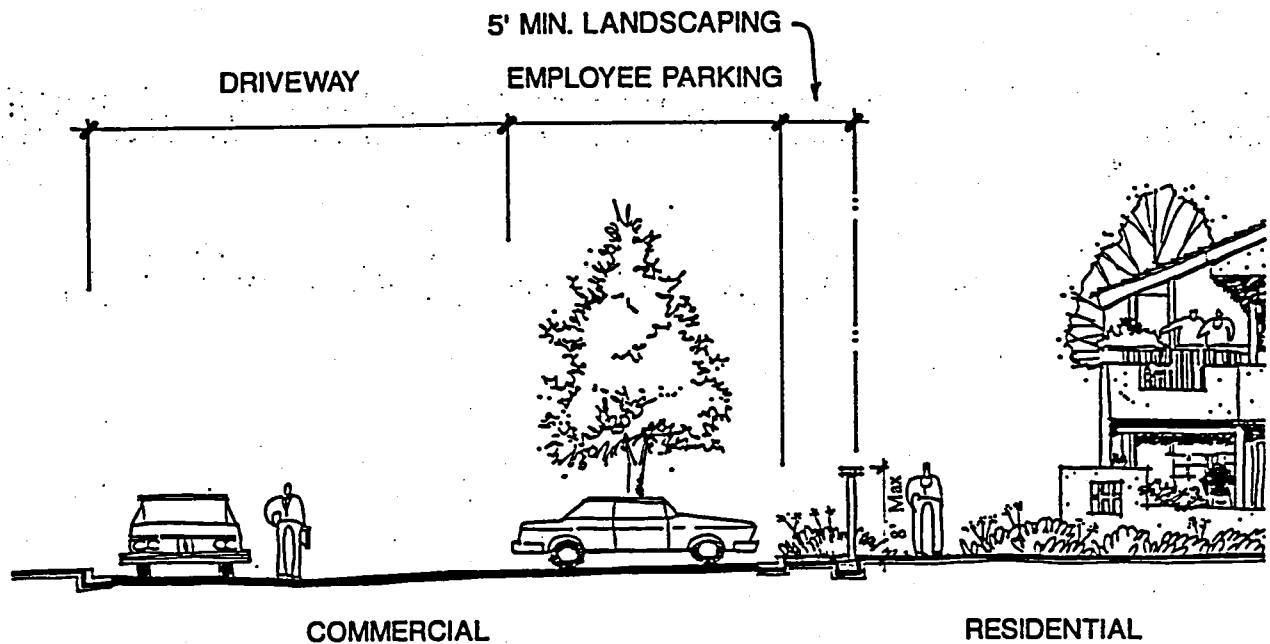 5' MIN. LANDSCAPING
DRIVEWAY
EMPLOYEE PARKING
8' Max
COMMERCIAL
RESIDENTIAL